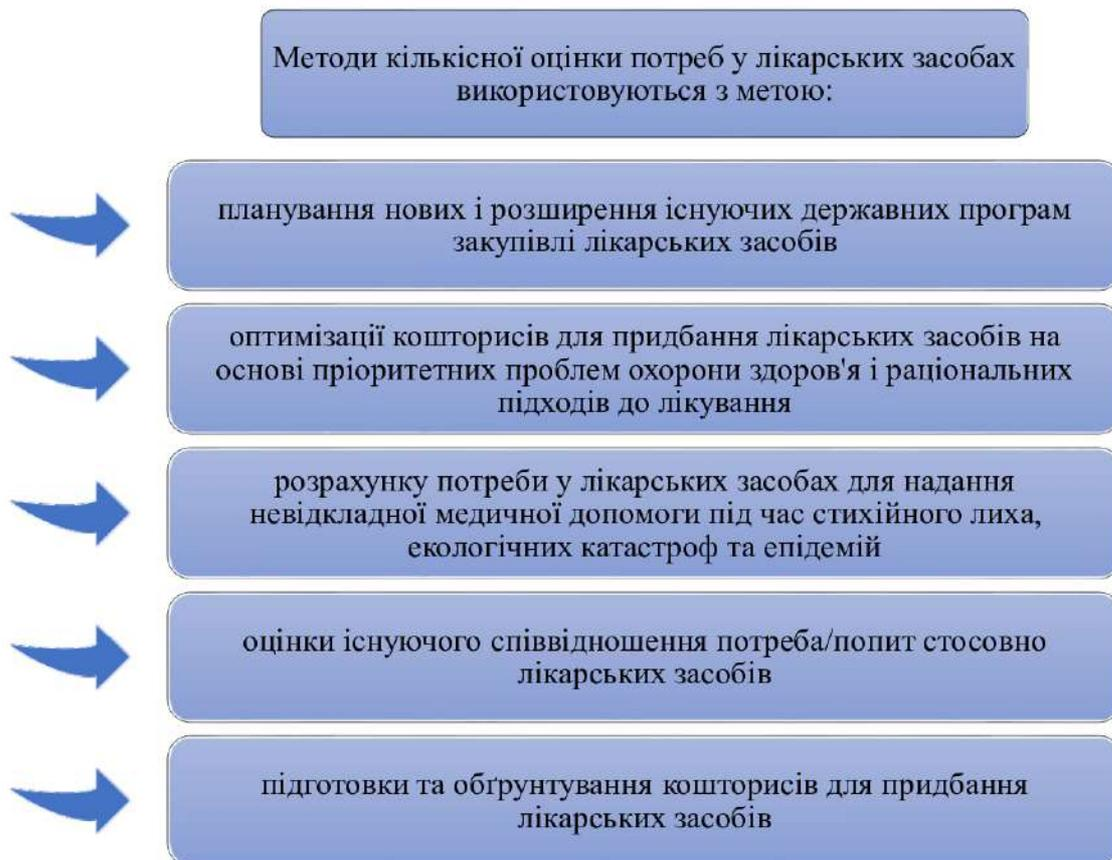 Методи кількісної оцінки потреб у лікарських засобах
використовуються з метою:
планування нових і розширення існуючих державних програм
закупівлі лікарських засобів
оптимізації кошторисів для придбання лікарських засобів на
основі пріоритетних проблем охорони здоров'я і раціональних
підходів до лікування
розрахунку потреби у лікарських засобах для надання
невідкладної медичної допомоги під час стихійного лиха,
екологічних катастроф та епідемій
оцінки існуючого співвідношення потреба/попит стосовно
лікарських засобів
підготовки та обґрунтування кошторисів для придбання
лікарських засобів